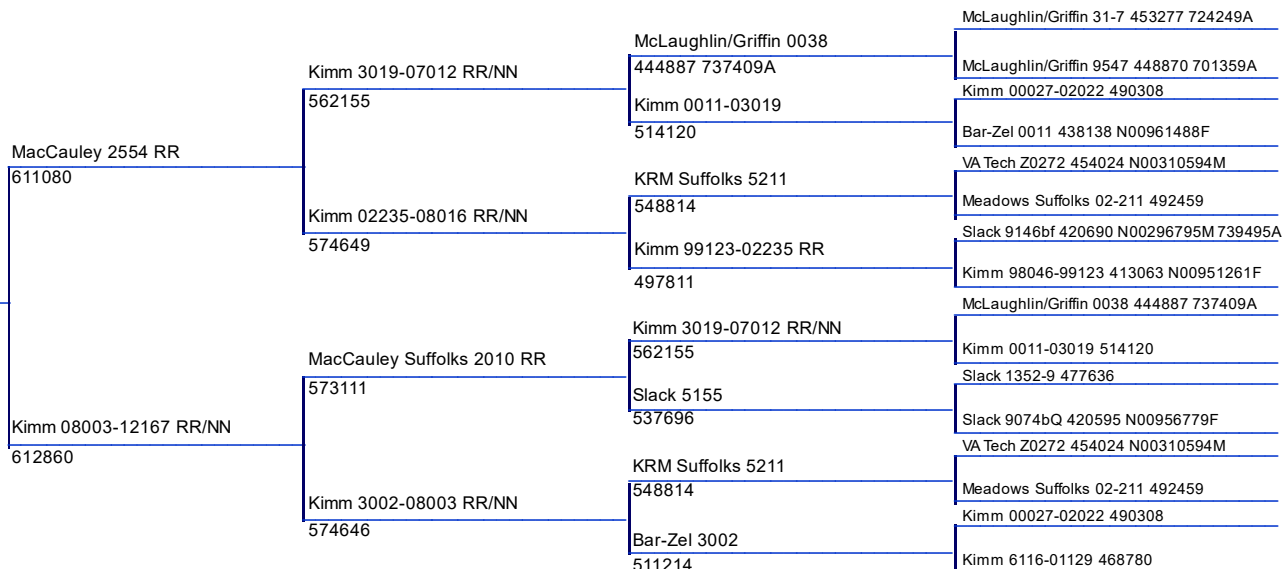 McLaughlin/Griffin 31-7 453277 724249A
McLaughlin/Griffin 0038
444887 737409A
McLaughlin/Griffin 9547 448870 701359A
Kimm 3019-07012 RR/NN
562155
Kimm 00027-02022 490308
Kimm 0011-03019
514120
Bar-Zel 0011 438138 N00961488F
MacCauley 2554 RR
611080
VA Tech Z0272 454024 N00310594M
KRM Suffolks 5211
548814
Meadows Suffolks 02-211 492459
Kimm 02235-08016 RR/NN
574649
Slack 9146bf 420690 N00296795M 739495A
Kimm 99123-02235 RR
497811
Kimm 98046-99123 413063 N00951261F
McLaughlin/Griffin 0038 444887 737409A
Kimm 3019-07012 RR/NN
562155
Kimm 0011-03019 514120
MacCauley Suffolks 2010 RR
573111
Slack 1352-9 477636
Slack 5155
537696
Slack 9074bQ 420595 N00956779F
Kimm 08003-12167 RR/NN
612860
VA Tech Z0272 454024 N00310594M
KRM Suffolks 5211
548814
Meadows Suffolks 02-211 492459
Kimm 3002-08003 RR/NN
574646
Kimm 00027-02022 490308
Bar-Zel 3002
511214
Kimm 6116-01129 468780